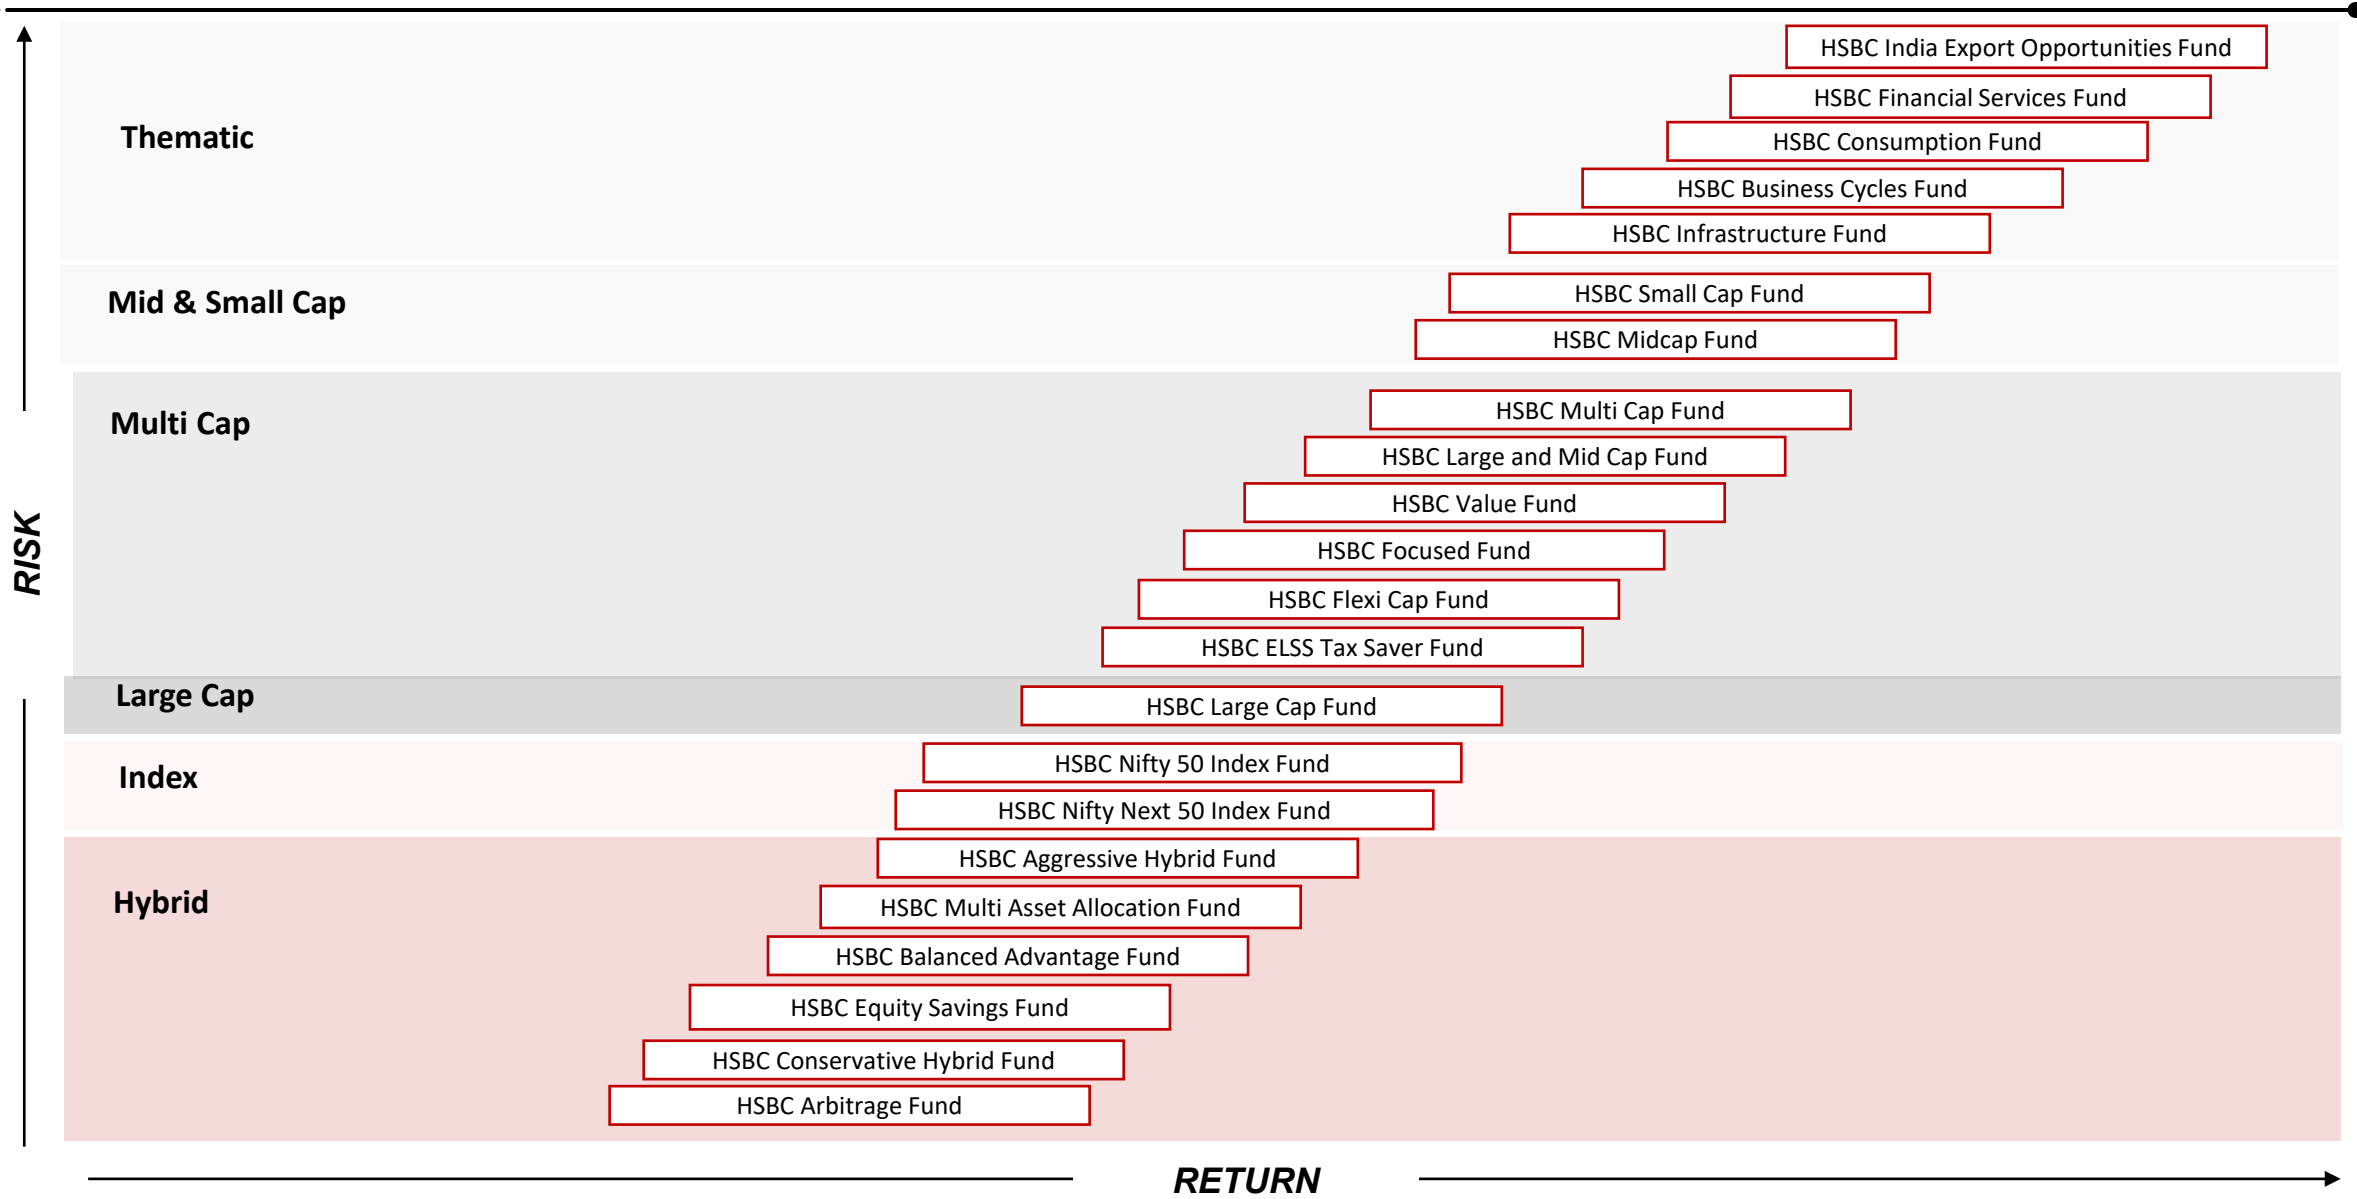 HSBC India Export Opportunities Fund
HSBC Financial Services Fund
Thematic
HSBC Consumption Fund
HSBC Business Cycles Fund
HSBC Infrastructure Fund
Mid & Small Cap
HSBC Small Cap Fund
HSBC Midcap Fund
Multi Cap
HSBC Multi Cap Fund
HSBC Large and Mid Cap Fund
HSBC Value Fund
HSBC Focused Fund
HSBC Flexi Cap Fund
HSBC ELSS Tax Saver Fund
RISK
Large Cap
HSBC Large Cap Fund
Index
HSBC Nifty 50 Index Fund
HSBC Nifty Next 50 Index Fund
Hybrid
HSBC Aggressive Hybrid Fund
HSBC Multi Asset Allocation Fund
HSBC Balanced Advantage Fund
HSBC Equity Savings Fund
HSBC Conservative Hybrid Fund
HSBC Arbitrage Fund
RETURN